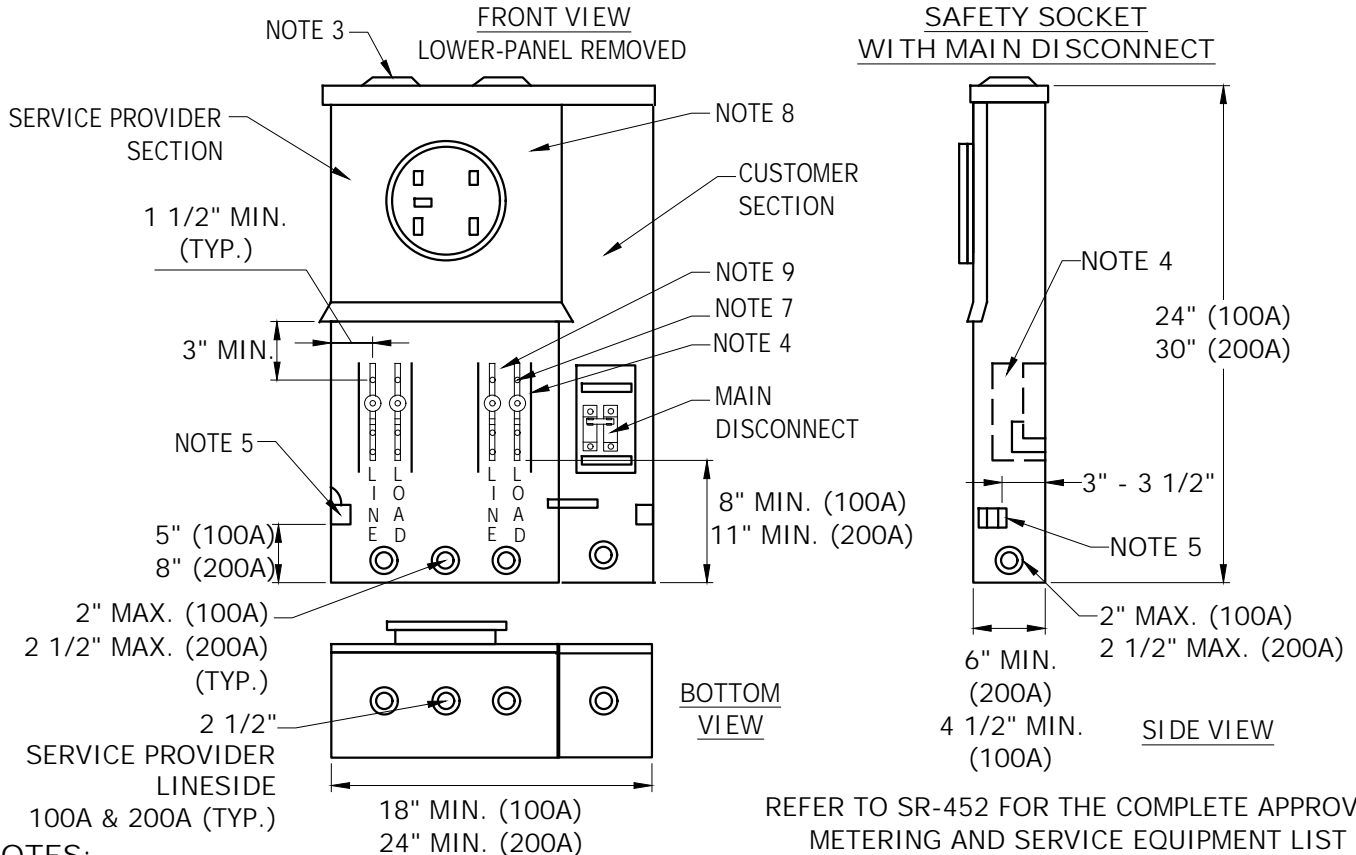 FRONT VIEW
LOWER-PANEL REMOVED
SAFETY SOCKET
WITH MAIN DISCONNECT
NOTE 3
SERVICE PROVIDER
SECTION
NOTE 8
CUSTOMER
SECTION
1 1/2" MIN.
(TYP.)
3" MIN.
NOTE 9
NOTE 7
NOTE 4
MAIN
DISCONNECT
NOTE 5
LINE
LOAD
LINE
LOAD
5" (100A)
8" (200A)
8" MIN. (100A)
11" MIN. (200A)
2" MAX. (100A)
2 1/2" MAX. (200A)
(TYP.)
2 1/2"
SERVICE PROVIDER
LINESIDE
100A & 200A (TYP.)
BOTTOM
VIEW
18" MIN. (100A)
24" MIN. (200A)
NOTE 4
24" (100A)
30" (200A)
3" - 3 1/2"
NOTE 5
2" MAX. (100A)
2 1/2" MAX. (200A)
6" MIN.
(200A)
4 1/2" MIN.
(100A)
SIDE VIEW
REFER TO SR-452 FOR THE COMPLETE APPROV
METERING AND SERVICE EQUIPMENT LIST
OTES: